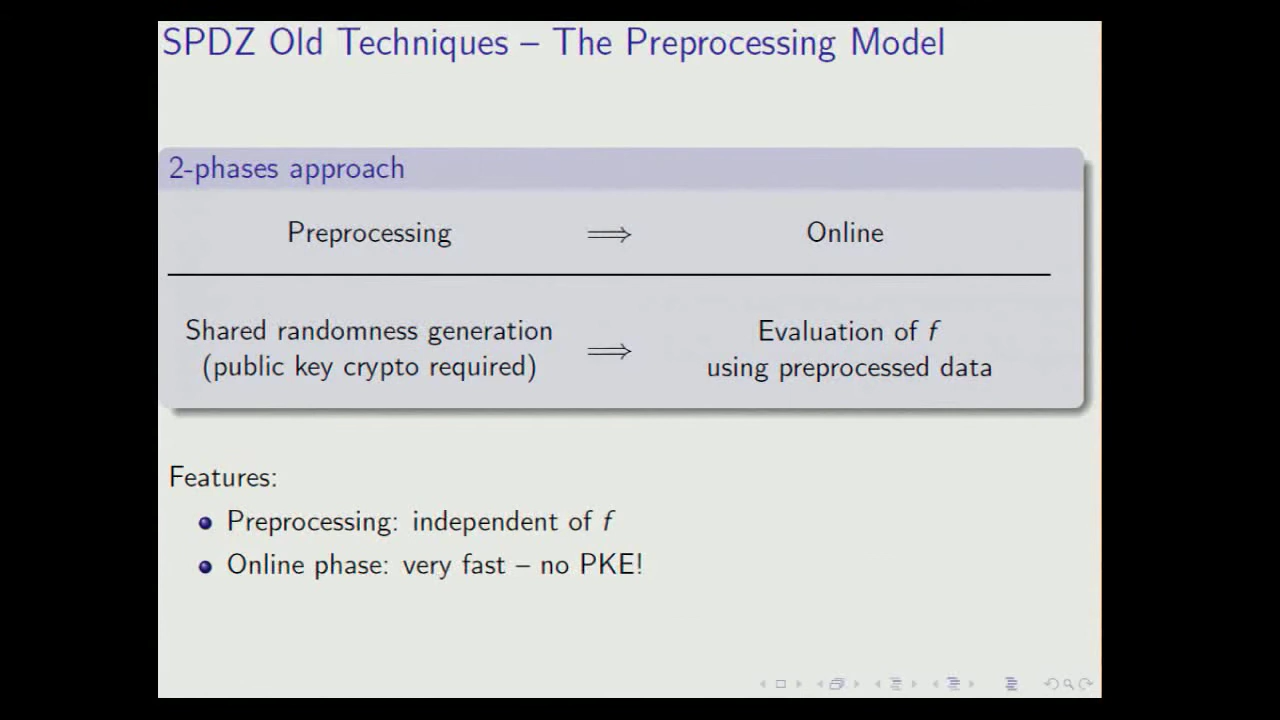 SPDZ Old Techniques – The Preprocessing Model
2-phases approach
Preprocessing ⟹ Online
Shared randomness generation
(public key crypto required)
⟹
Evaluation of f
using preprocessed data
Features:
Preprocessing: independent of f
Online phase: very fast – no PKE!